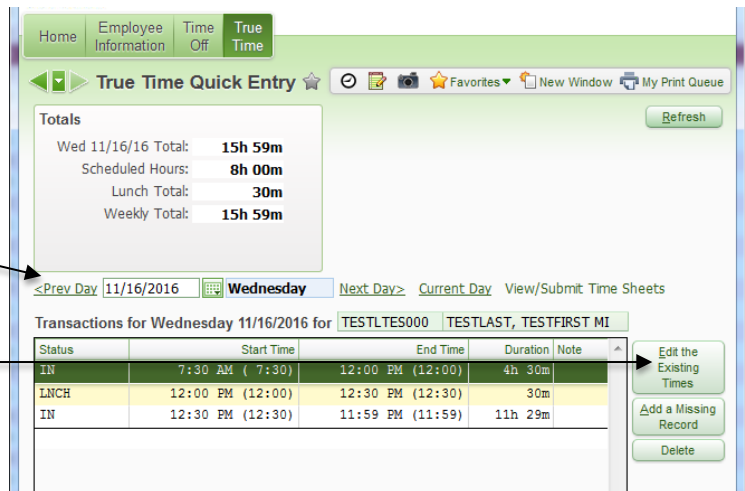 Home Employee Information Time Off True Time
True Time Quick Entry Favorites New Window My Print Queue
Totals Refresh
Wed 11/16/16 Total: 15h 59m
Scheduled Hours: 8h 00m
Lunch Total: 30m
Weekly Total: 15h 59m
<Prev Day 11/16/2016 Wednesday Next Day> Current Day View/Submit Time Sheets
Transactions for Wednesday 11/16/2016 for TESTLTES000 TESTLAST, TESTFIRST MI
Status Start Time End Time Duration Note
IN 7:30 AM ( 7:30) 12:00 PM (12:00) 4h 30m
LNCH 12:00 PM (12:00) 12:30 PM (12:30) 30m
IN 12:30 PM (12:30) 11:59 PM (11:59) 11h 29m
Edit the
Existing
Times
Add a Missing
Record
Delete